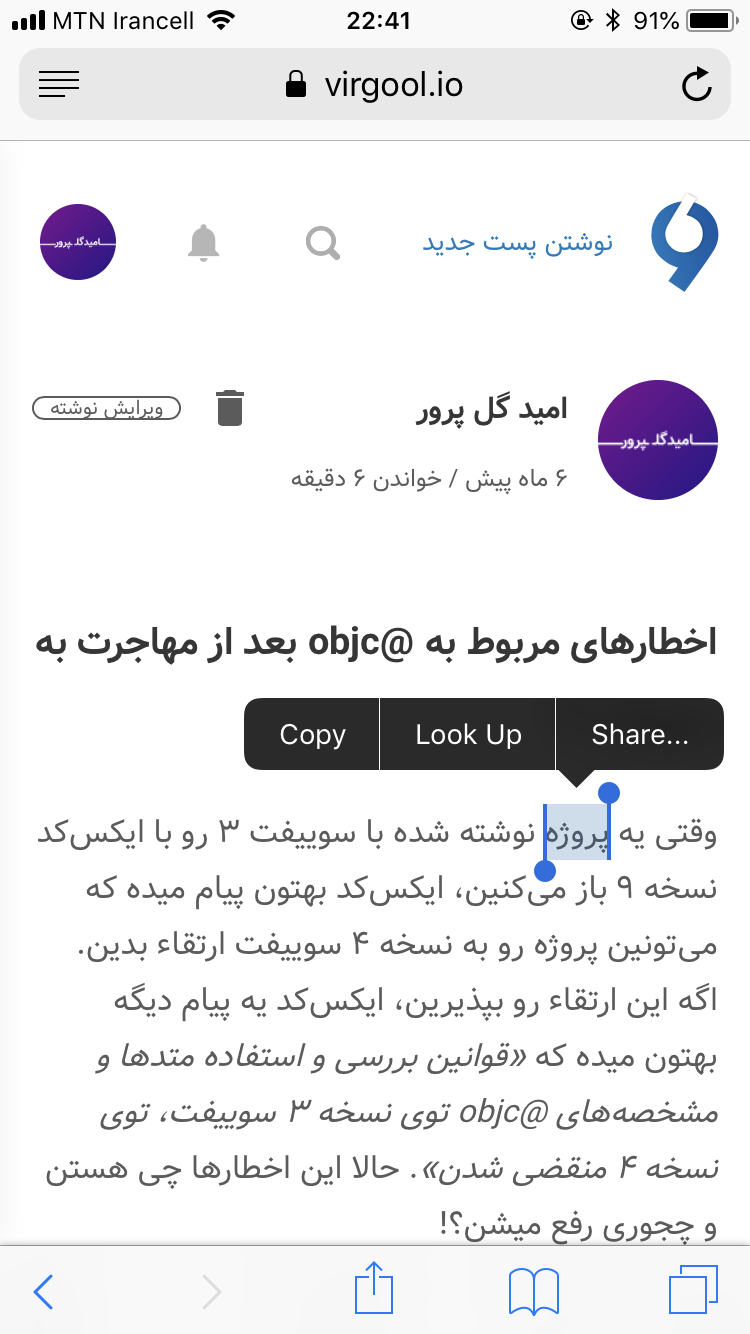 MTN Irancell 22:41 91%
virgool.io
نوشتن پست جدید
امیدگل پرور
امید گل پرور
ویرایش نوشته
امیدگل پرور
۶ ماه پیش / خواندن ۶ دقیقه
اخطارهای مربوط به @objc بعد از مهاجرت به
Copy Look Up Share...
وقتی یه پروژه نوشته شده با سوییفت ۳ رو با ایکس‌کد
نسخه ۹ باز می‌کنین، ایکس‌کد بهتون پیام میده که
می‌تونین پروژه رو به نسخه ۴ سوییفت ارتقاء بدین.
اگه این ارتقاء رو بپذیرین، ایکس‌کد یه پیام دیگه
بهتون میده که «قوانین بررسی و استفاده متدها و
مشخصه‌های @objc توی نسخه ۳ سوییفت، توی
نسخه ۴ منقضی شدن». حالا این اخطارها چی هستن
و چجوری رفع میشن؟!